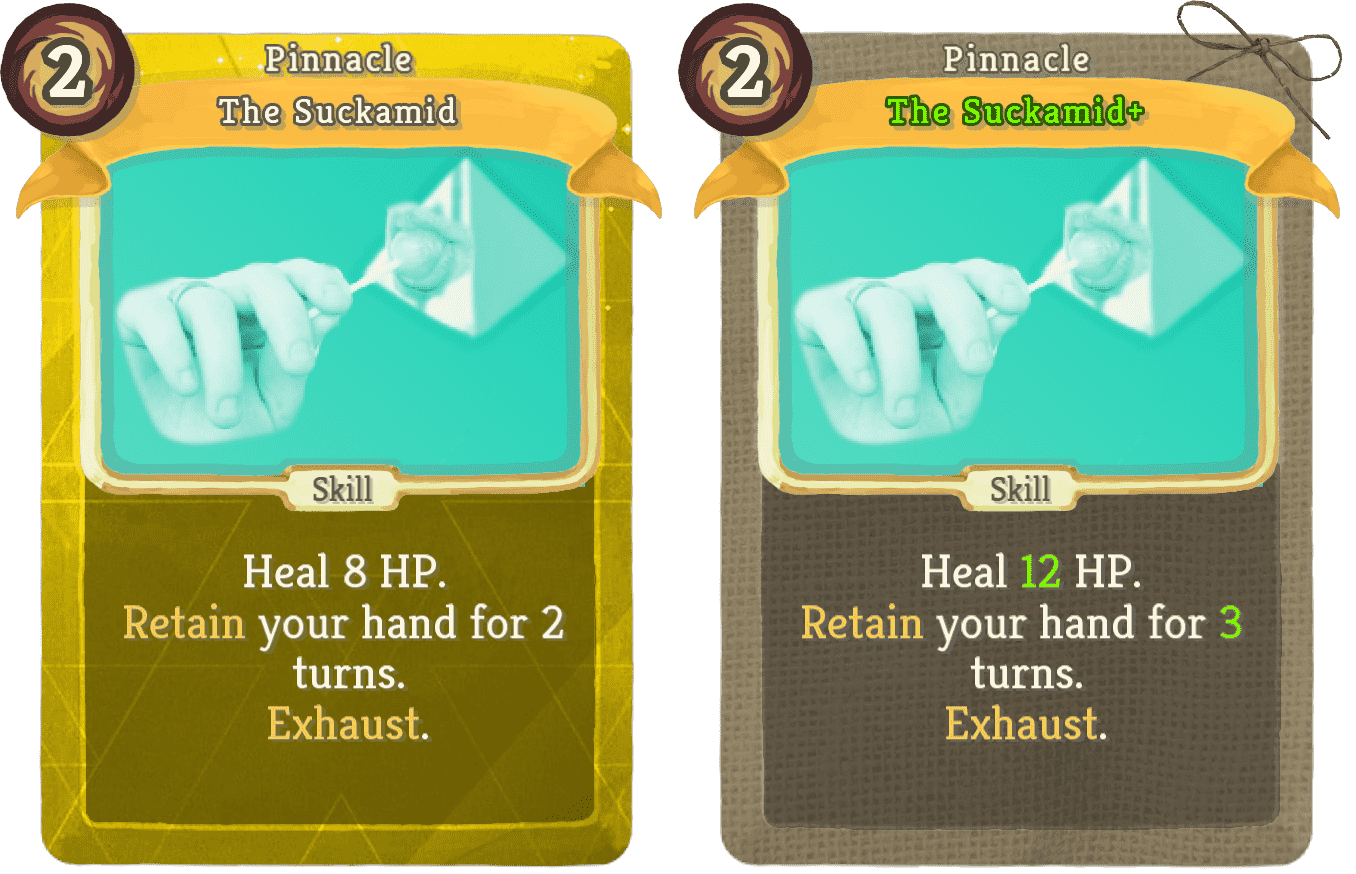 2
Pinnacle
The Suckamid
Skill
Heal 8 HP.
Retain your hand for 2
turns.
Exhaust.
2
Pinnacle
The Suckamid+
Skill
Heal 12 HP.
Retain your hand for 3
turns.
Exhaust.